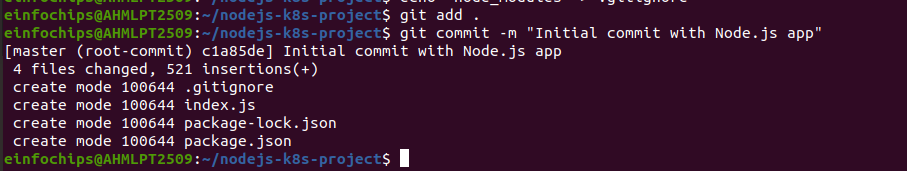 einfochips@AHMLPT2509:~/nodejs-k8s-project$ git add .
einfochips@AHMLPT2509:~/nodejs-k8s-project$ git commit -m "Initial commit with Node.js app"
[master (root-commit) c1a85de] Initial commit with Node.js app
 4 files changed, 521 insertions(+)
 create mode 100644 .gitignore
 create mode 100644 index.js
 create mode 100644 package-lock.json
 create mode 100644 package.json
einfochips@AHMLPT2509:~/nodejs-k8s-project$